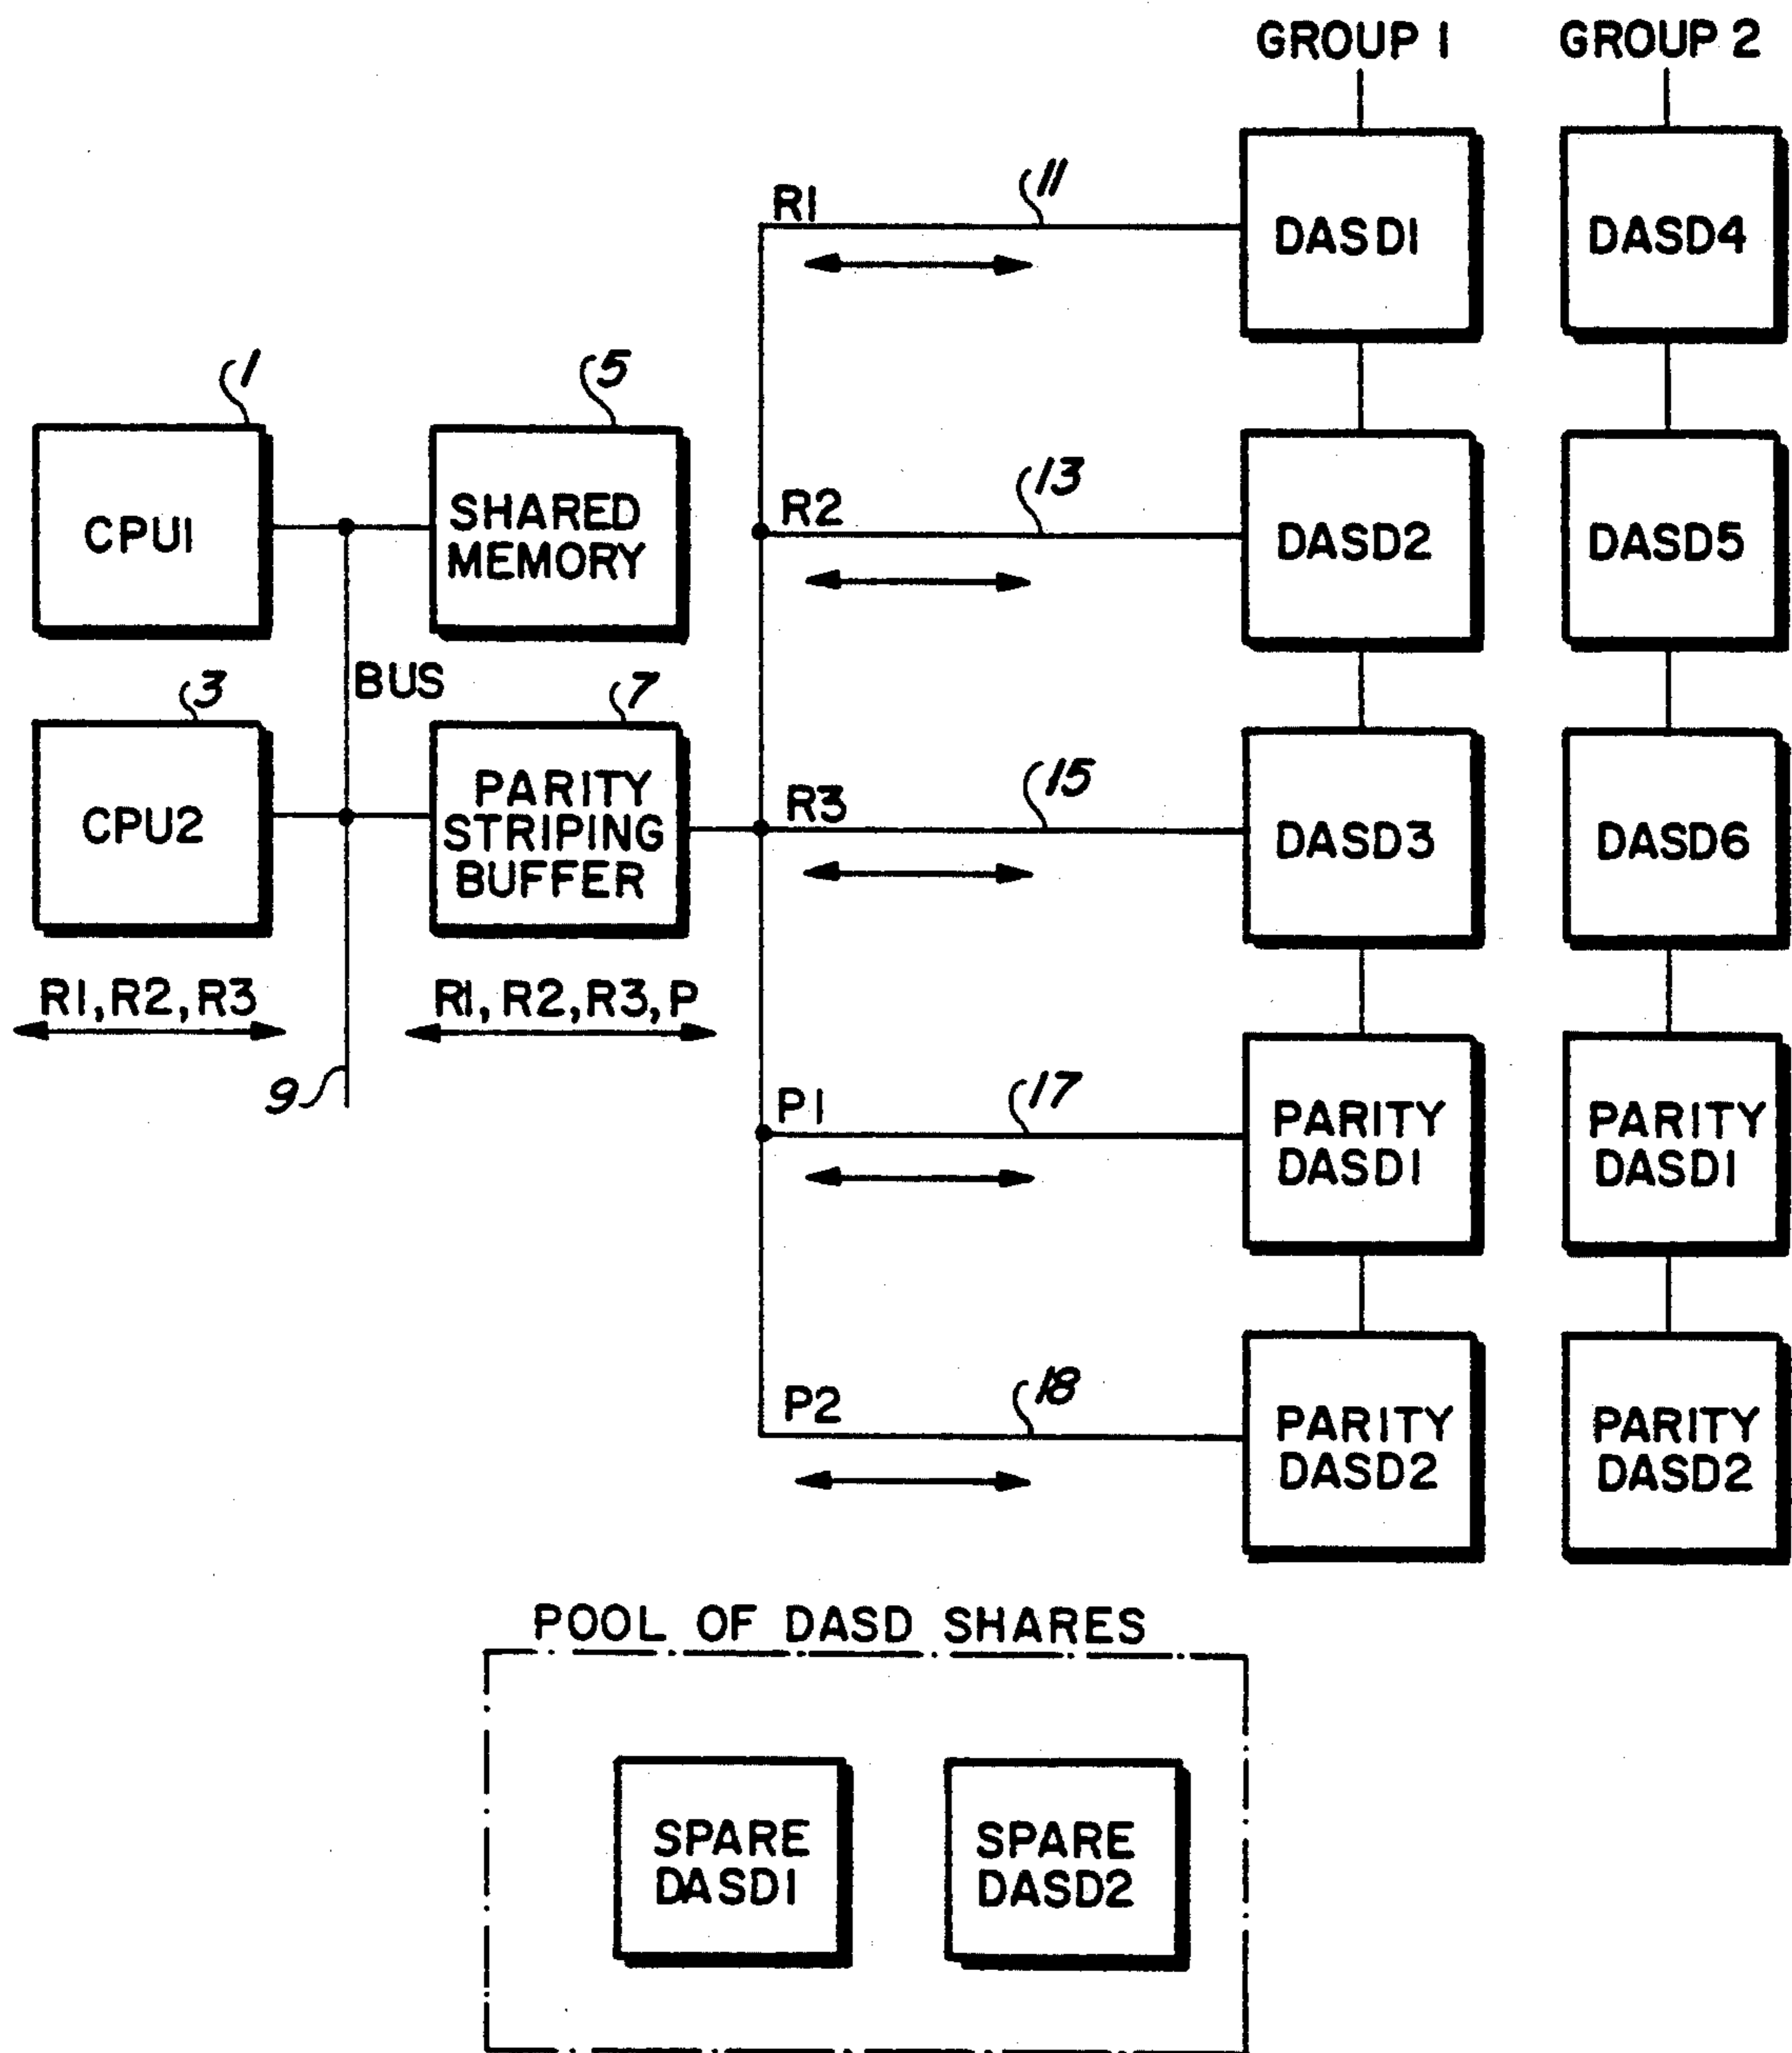 GROUP 1
GROUP 2
R1
11
DASD1
DASD4
1
5
CPU1
SHARED
MEMORY
R2
13
DASD2
DASD5
BUS
3
7
CPU2
PARITY
STRIPING
BUFFER
R3
15
DASD3
DASD6
R1,R2,R3
R1, R2, R3, P
9
P1
17
PARITY
DASD1
PARITY
DASD1
P2
18
PARITY
DASD2
PARITY
DASD2
POOL OF DASD SHARES
SPARE
DASD1
SPARE
DASD2